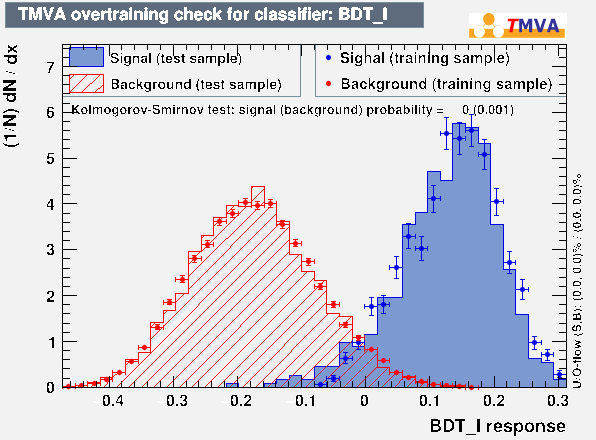 TMVA overtraining check for classifier: BDT_I
TMVA
Signal (test sample)
Signal (training sample)
Background (test sample)
Background (training sample)
Kolmogorov-Smirnov test: signal (background) probability = 0 (0.001)
(1/N) dN / dx
7
6
5
4
3
2
1
0
-0.4
-0.3
-0.2
-0.1
0
0.1
0.2
0.3
BDT_I response
U/O-flow (S,B): (0.0, 0.0)% / (0.0, 0.0)%